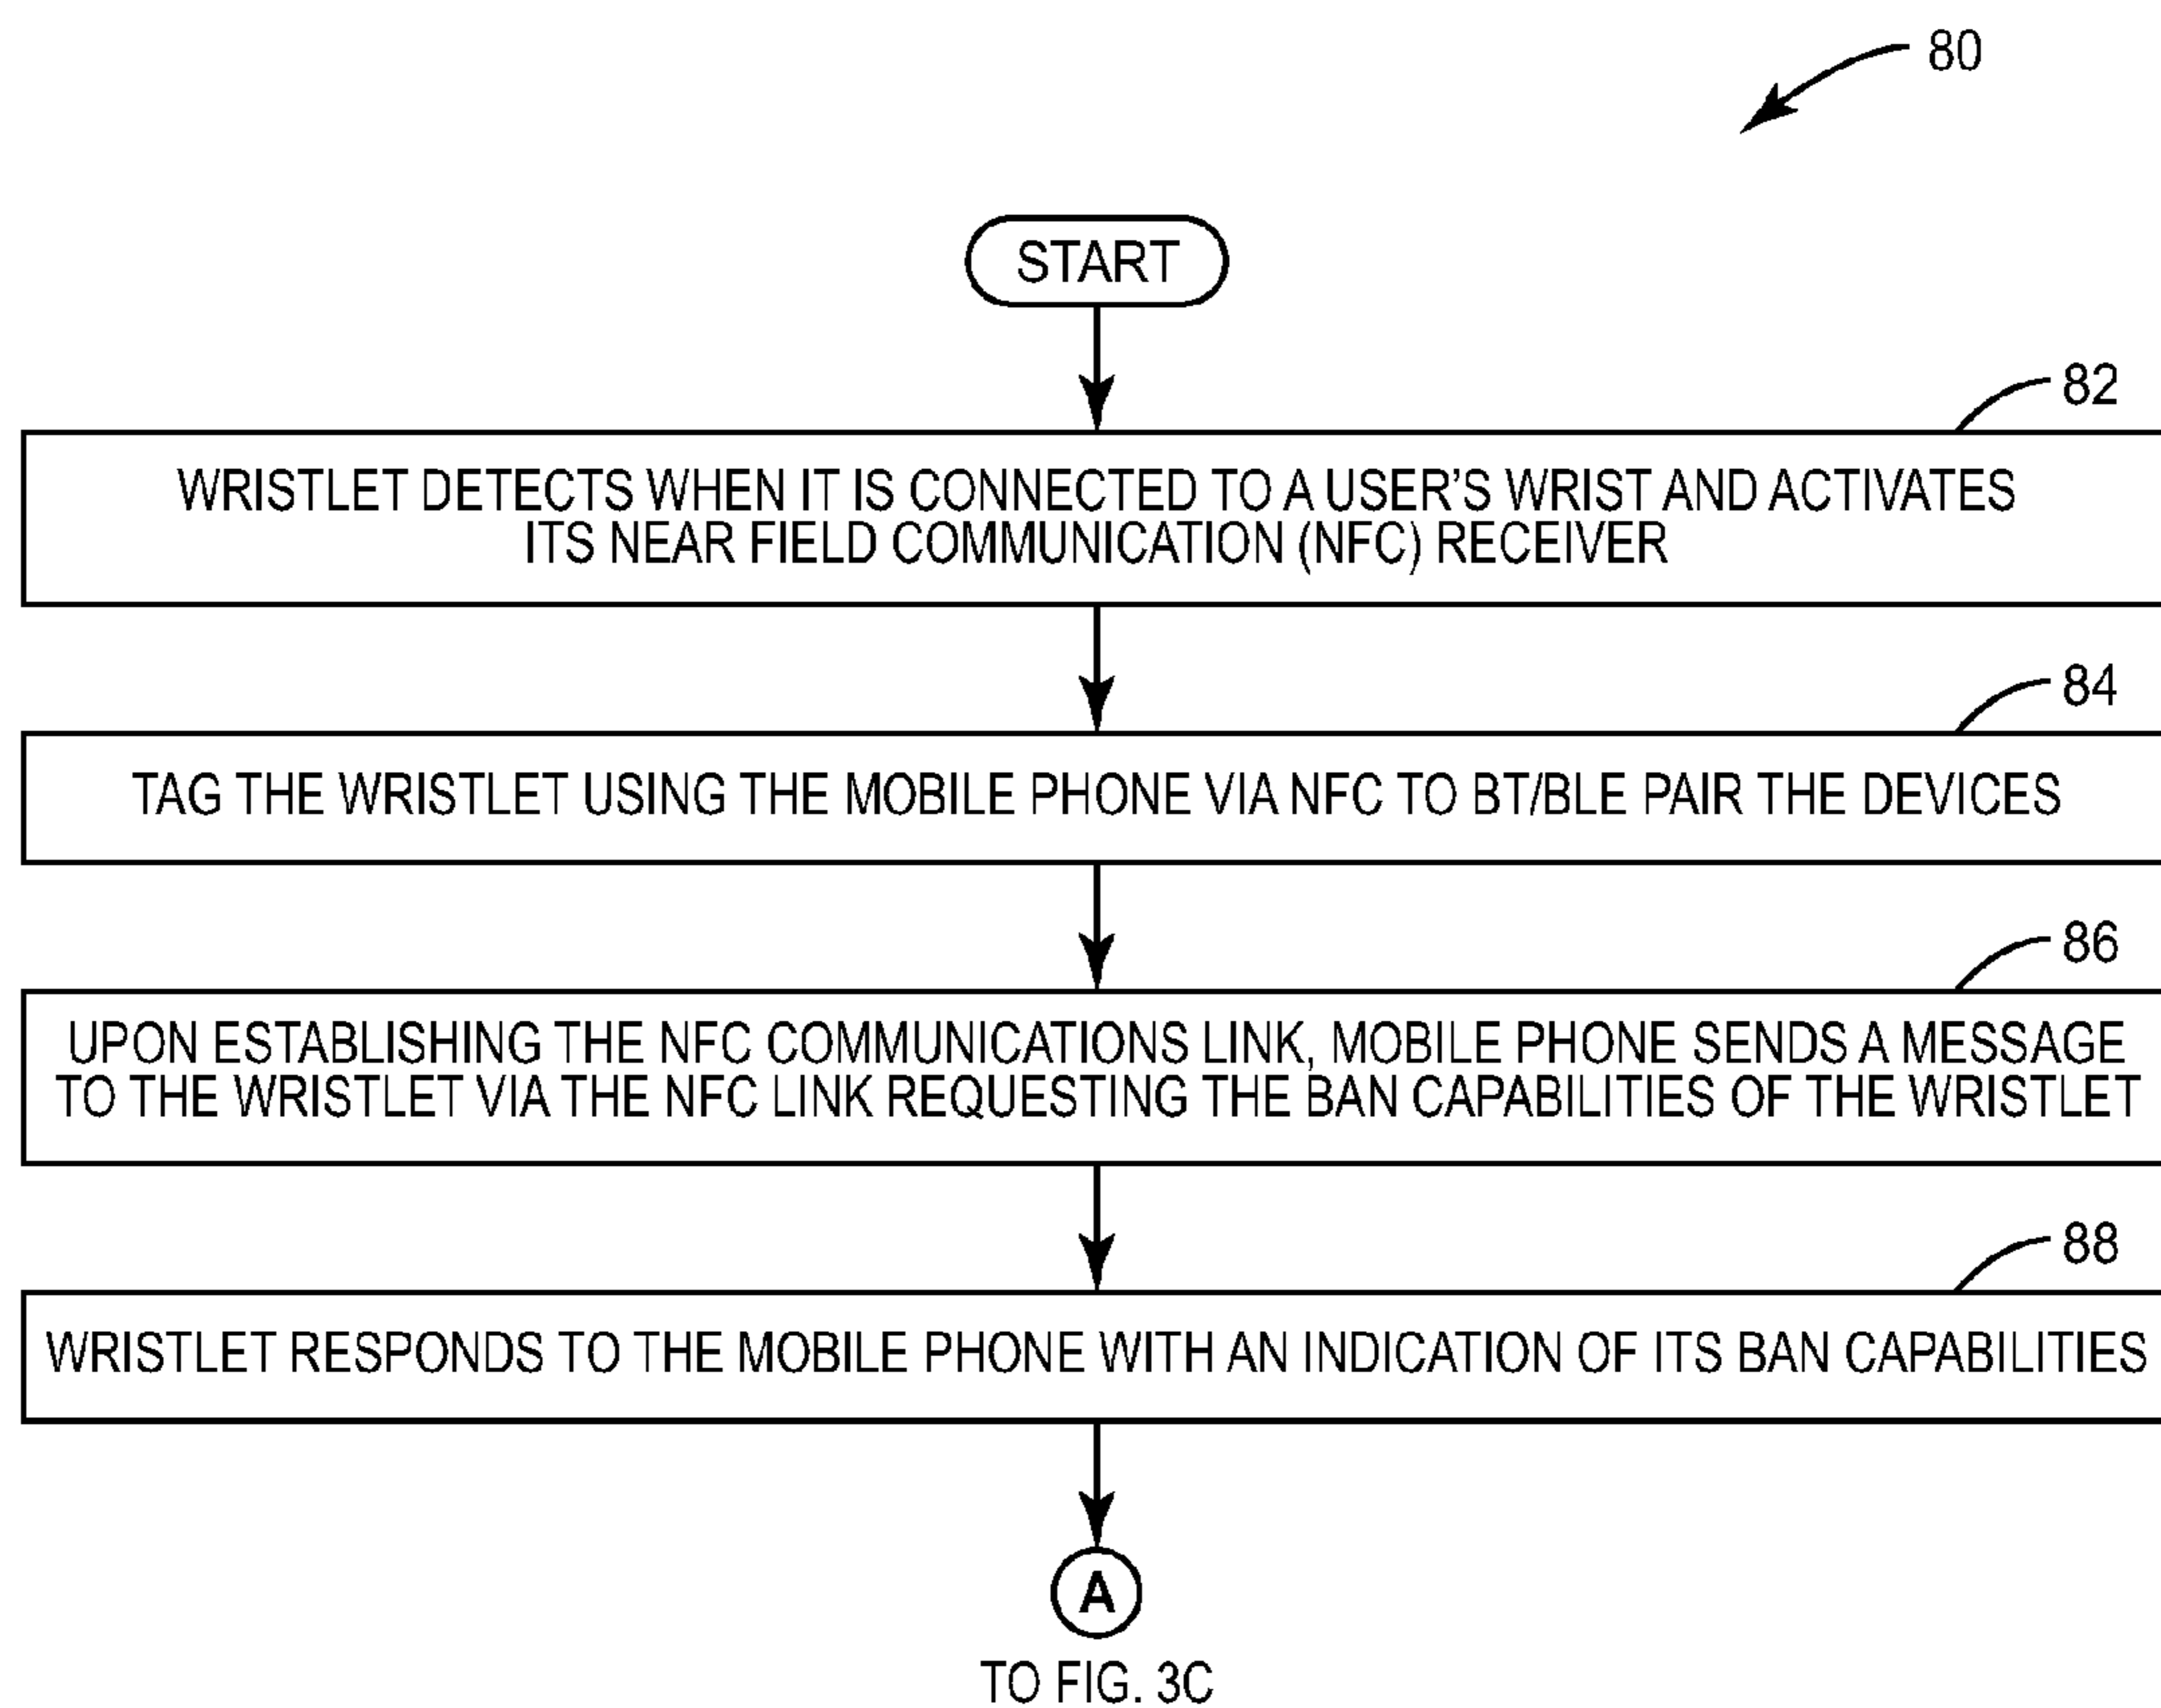 80
START
82
WRISTLET DETECTS WHEN IT IS CONNECTED TO A USER'S WRIST AND ACTIVATES
ITS NEAR FIELD COMMUNICATION (NFC) RECEIVER
84
TAG THE WRISTLET USING THE MOBILE PHONE VIA NFC TO BT/BLE PAIR THE DEVICES
86
UPON ESTABLISHING THE NFC COMMUNICATIONS LINK, MOBILE PHONE SENDS A MESSAGE
TO THE WRISTLET VIA THE NFC LINK REQUESTING THE BAN CAPABILITIES OF THE WRISTLET
88
WRISTLET RESPONDS TO THE MOBILE PHONE WITH AN INDICATION OF ITS BAN CAPABILITIES
A
TO FIG. 3C